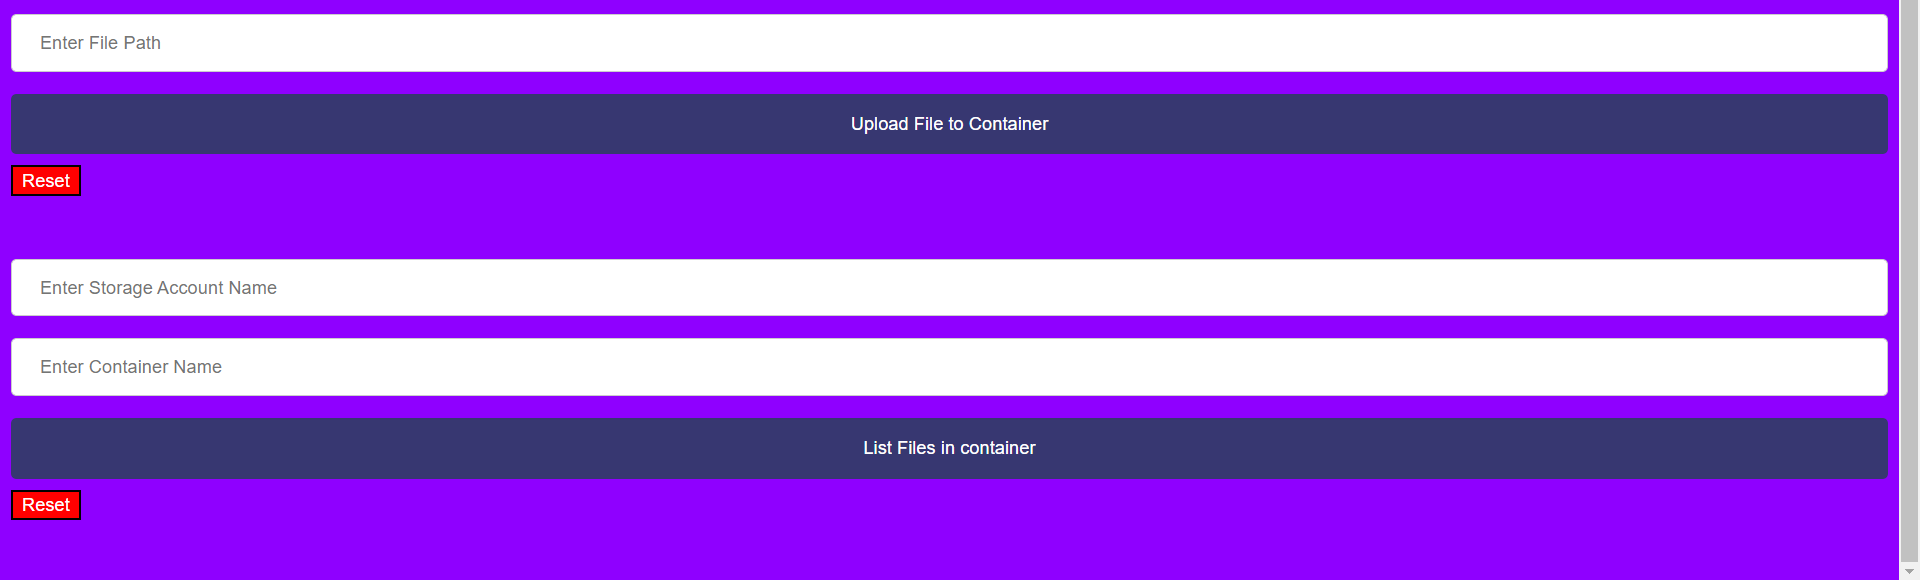 Enter File Path
Upload File to Container
Reset
Enter Storage Account Name
Enter Container Name
List Files in container
Reset